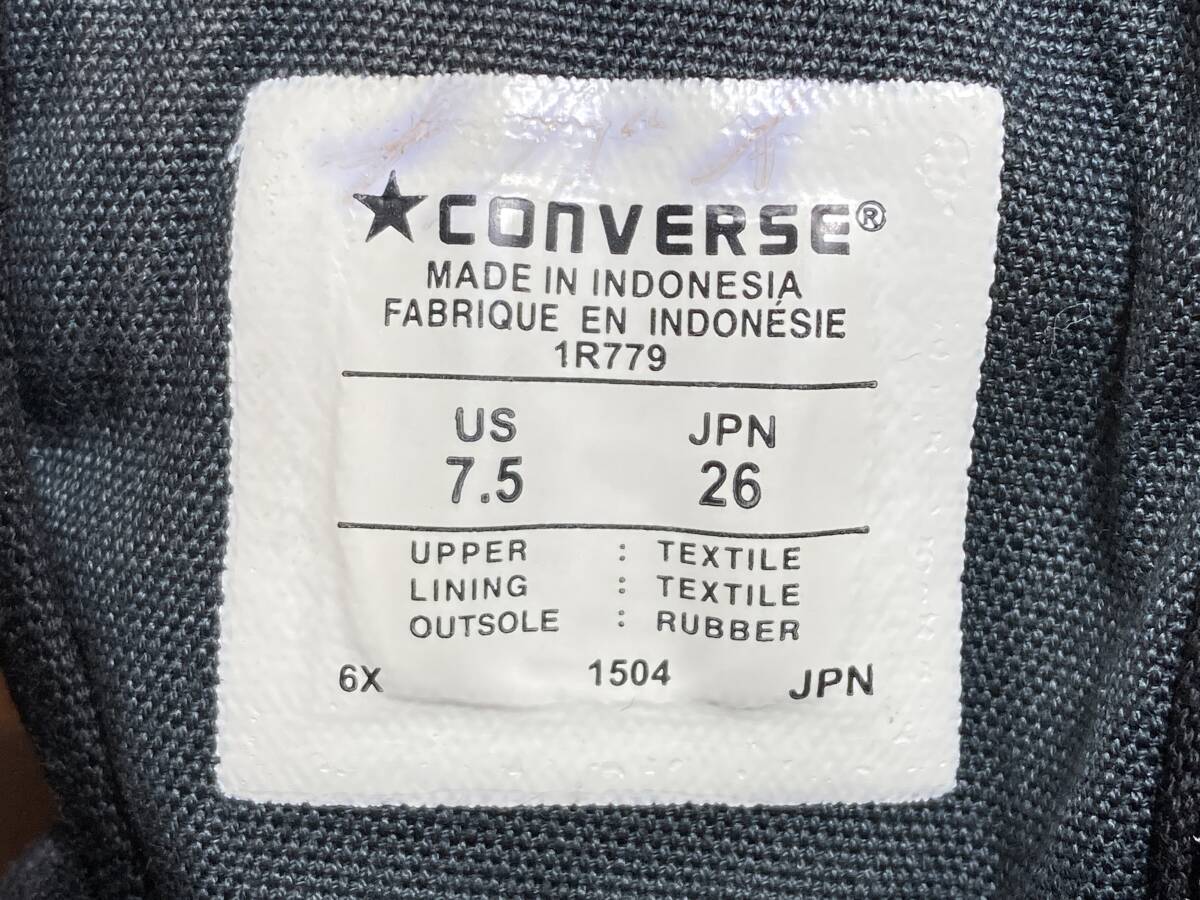 ★CONVERSE®
MADE IN INDONESIA
FABRIQUE EN INDONÉSIE
1R779
US JPN
7.5 26
UPPER : TEXTILE
LINING : TEXTILE
OUTSOLE : RUBBER
6X 1504 JPN